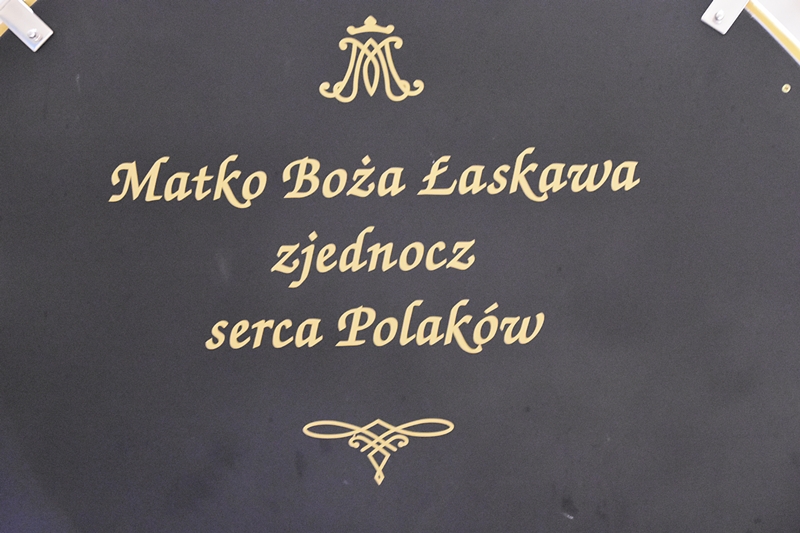 Matko Boża Łaskawa
zjednocz
serca Polaków